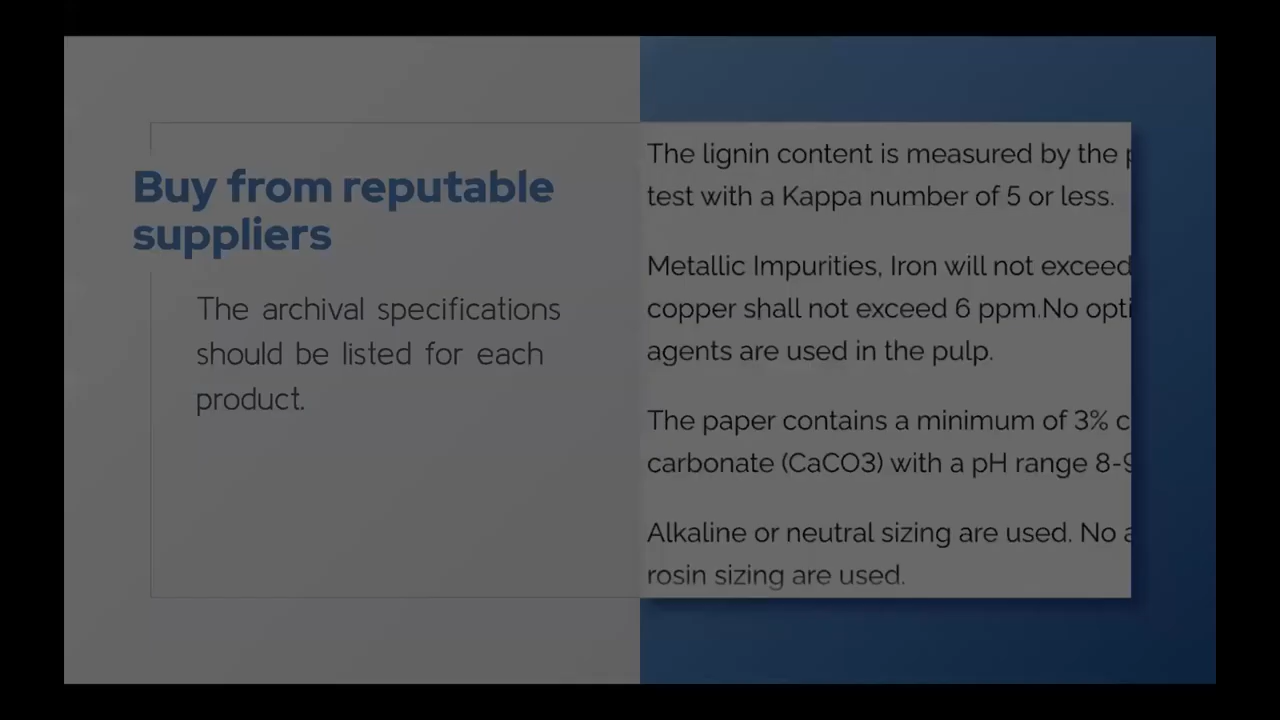 Buy from reputable
suppliers
The archival specifications
should be listed for each
product.
The lignin content is measured by the
test with a Kappa number of 5 or less.
Metallic Impurities, Iron will not exceed
copper shall not exceed 6 ppm.No opti
agents are used in the pulp.
The paper contains a minimum of 3% c
carbonate (CaCO3) with a pH range 8-9
Alkaline or neutral sizing are used. No a
rosin sizing are used.